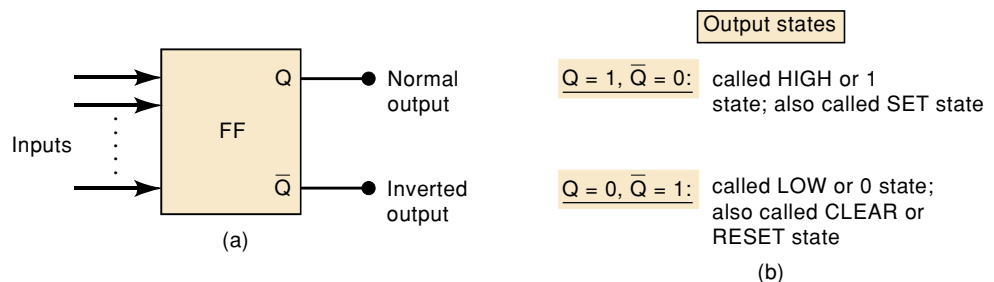 Inputs
FF
Q
Q̅
Normal
output
Inverted
output
(a)
Output states
Q = 1, Q̅ = 0:
called HIGH or 1
state; also called SET state
Q = 0, Q̅ = 1:
called LOW or 0 state;
also called CLEAR or
RESET state
(b)